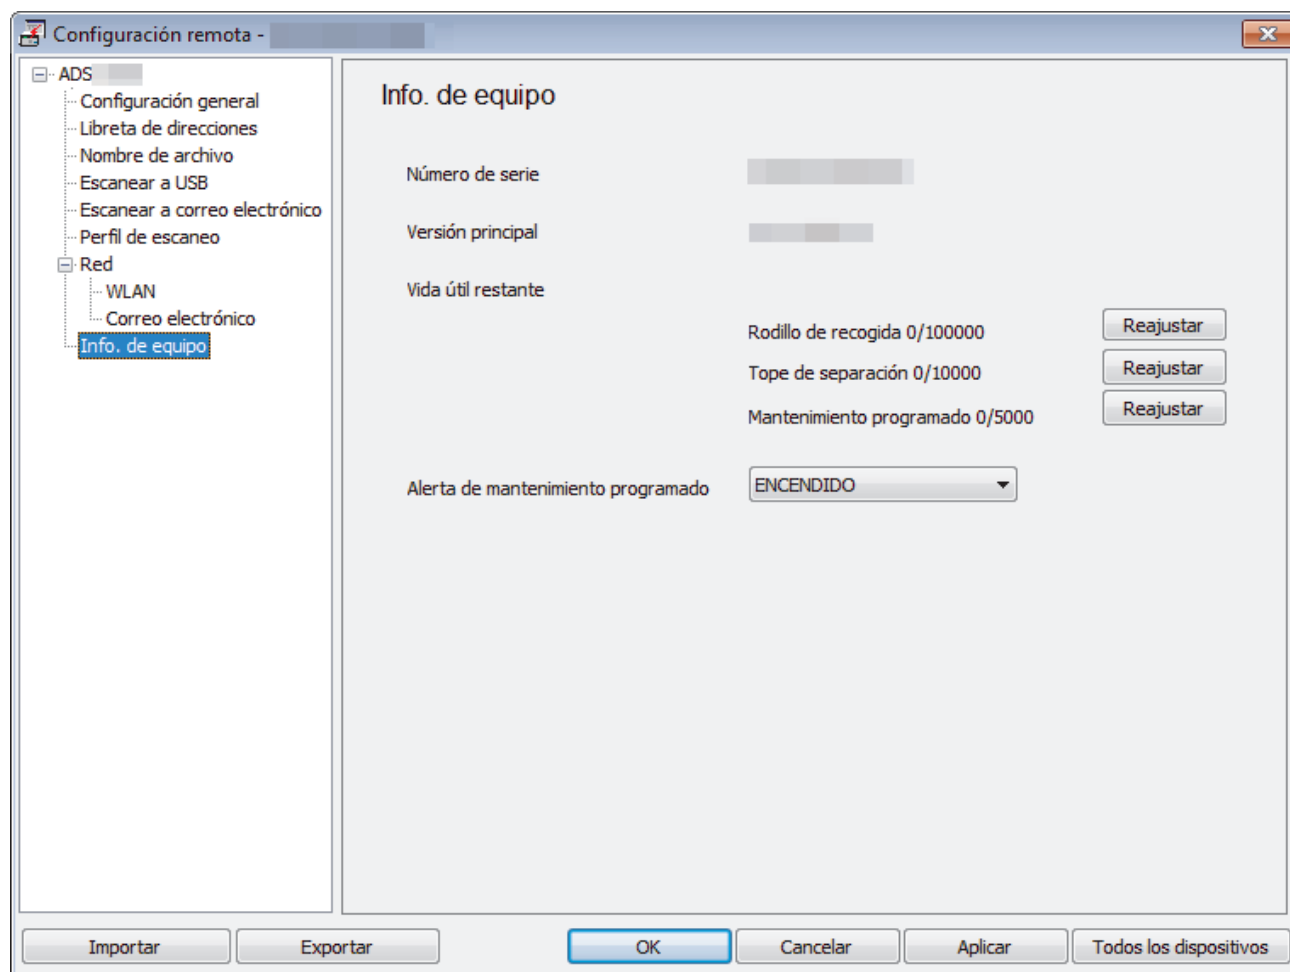 Configuración remota -
ADS
Configuración general
Libreta de direcciones
Nombre de archivo
Escanear a USB
Escanear a correo electrónico
Perfil de escaneo
Red
WLAN
Correo electrónico
Info. de equipo
Info. de equipo
Número de serie
Versión principal
Vida útil restante
Rodillo de recogida 0/100000 Reajustar
Tope de separación 0/10000 Reajustar
Mantenimiento programado 0/5000 Reajustar
Alerta de mantenimiento programado ENCENDIDO
Importar Exportar OK Cancelar Aplicar Todos los dispositivos